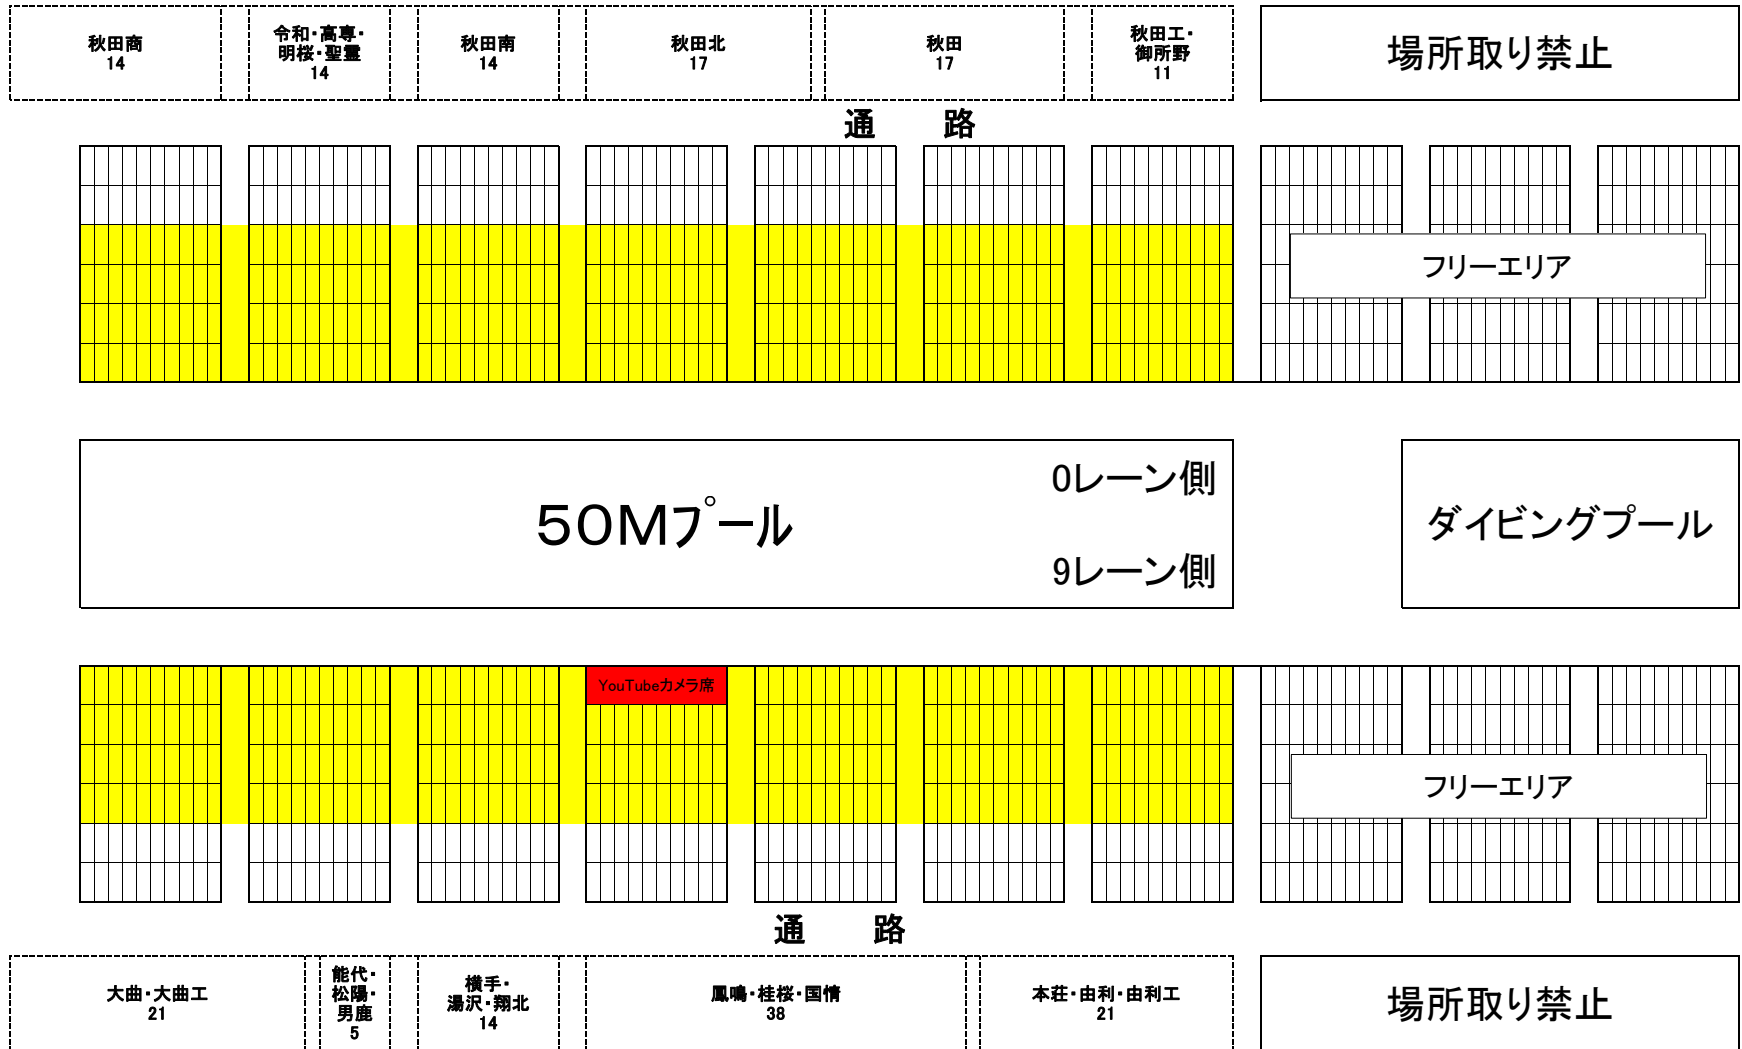 秋田商
14
令和・高専・
明桜・聖霊
14
秋田南
14
秋田北
17
秋田
17
秋田工・
御所野
11
場所取り禁止
通　　路
フリーエリア
50Mプール
0レーン側
9レーン側
ダイビングプール
YouTubeカメラ席
フリーエリア
通　　路
大曲・大曲工
21
能代・
松陽・
男鹿
5
横手・
湯沢・翔北
14
鳳鳴・桂桜・国情
38
本荘・由利・由利工
21
場所取り禁止